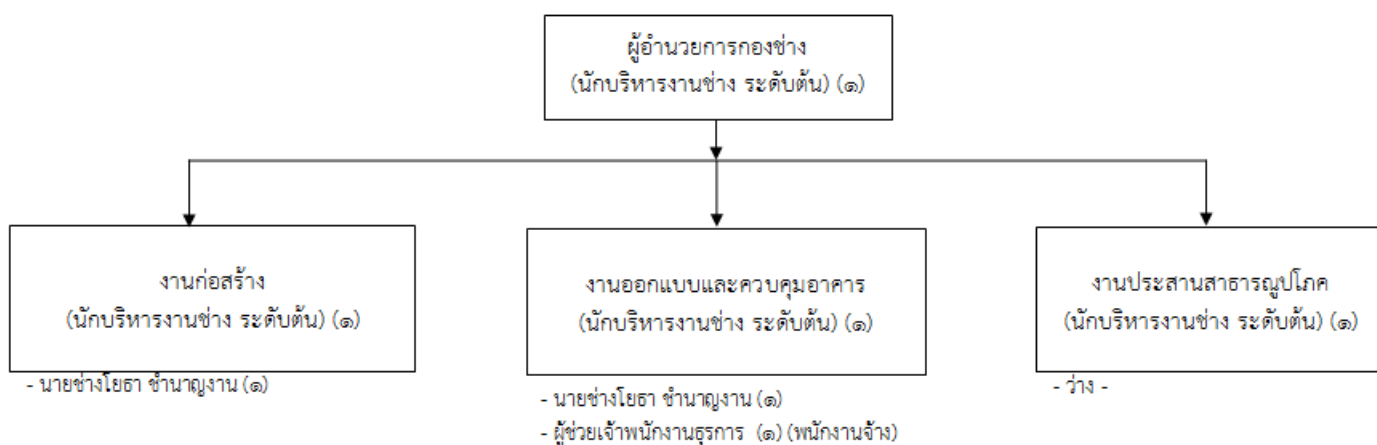 ผู้อำนวยการกองช่าง
(นักบริหารงานช่าง ระดับต้น) (๑)
งานก่อสร้าง
(นักบริหารงานช่าง ระดับต้น) (๑)
- นายช่างโยธา ชำนาญงาน (๑)
งานออกแบบและควบคุมอาคาร
(นักบริหารงานช่าง ระดับต้น) (๑)
- นายช่างโยธา ชำนาญงาน (๑)
- ผู้ช่วยเจ้าพนักงานธุรการ (๑) (พนักงานจ้าง)
งานประสานสาธารณูปโภค
(นักบริหารงานช่าง ระดับต้น) (๑)
- ว่าง -